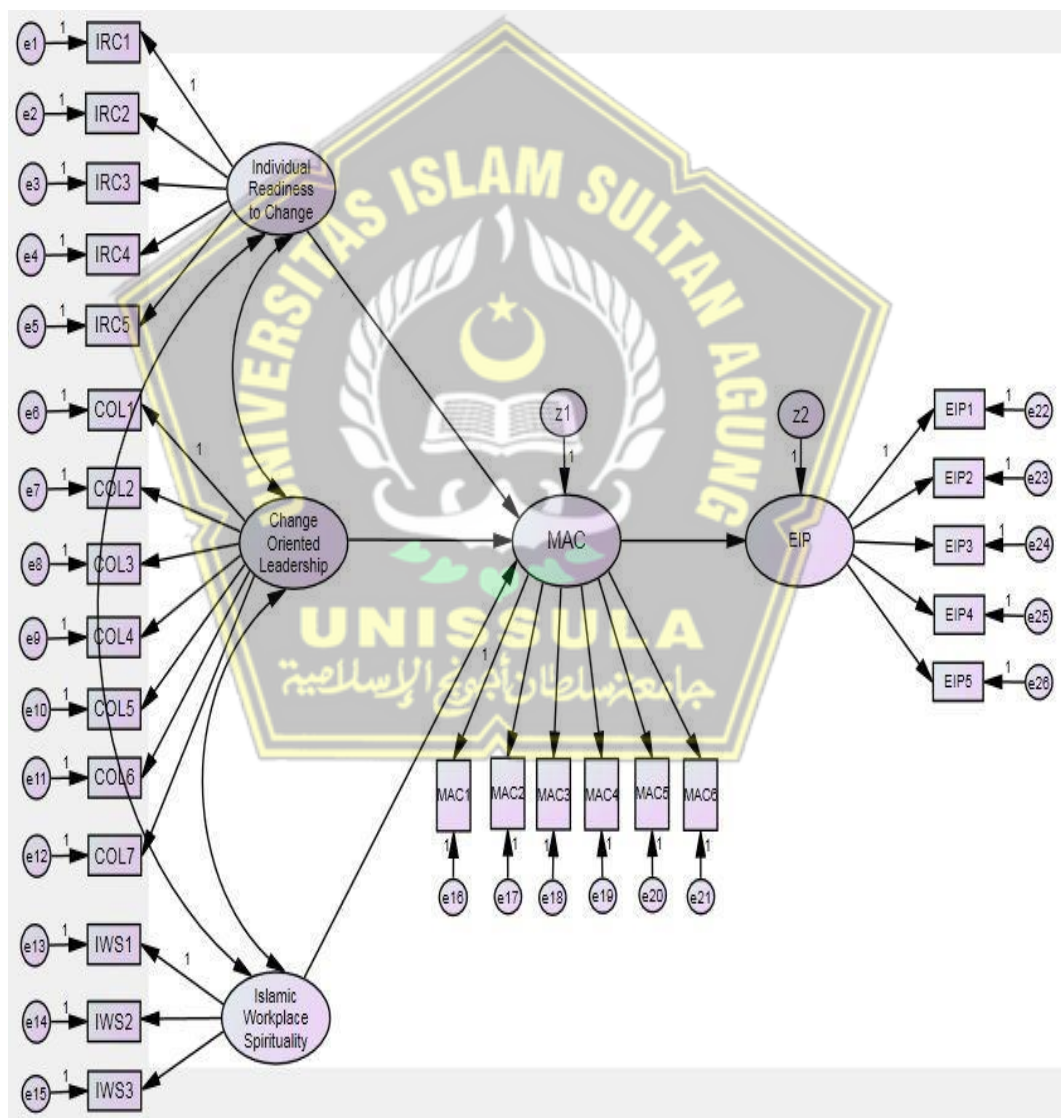 e1 1 IRC1
1
e2 1 IRC2
e3 1 IRC3
e4 1 IRC4
e5 1 IRC5
Individual
Readiness
to Change
e6 1 COL1
1
e7 1 COL2
e8 1 COL3
e9 1 COL4
e10 1 COL5
e11 1 COL6
e12 1 COL7
Change
Oriented
Leadership
e13 1 IWS1
1
e14 1 IWS2
e15 1 IWS3
Islamic
Workplace
Spirituality
z1
1
MAC
1
MAC1 MAC2 MAC3 MAC4 MAC5 MAC6
1 1 1 1 1 1
e16 e17 e18 e19 e20 e21
z2
1
EIP
1
EIP1 1 e22
EIP2 1 e23
EIP3 1 e24
EIP4 1 e25
EIP5 1 e26
UNIVERSITAS ISLAM SULTAN AGUNG
UNISSULA
جامعة سلطان أجونج الإسلامية